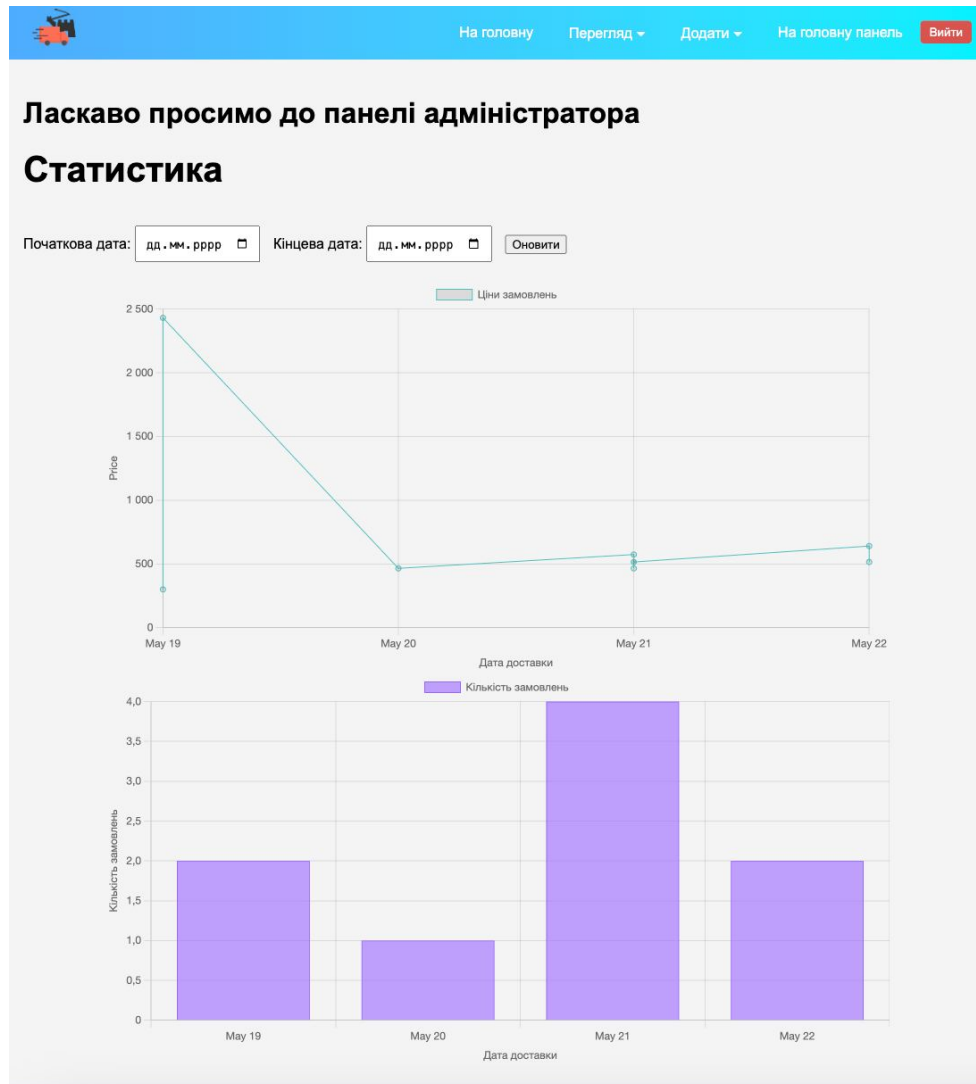 На головну Перегляд Додати На головну панель Вийти
Ласкаво просимо до панелі адміністратора
Статистика
Початкова дата: дд.мм.рррр Кінцева дата: дд.мм.рррр Оновити
Ціни замовлень
2 500
2 000
1 500
1 000
500
0
Price
May 19 May 20 May 21 May 22
Дата доставки
Кількість замовлень
4,0
3,5
3,0
2,5
2,0
1,5
1,0
0,5
0
Кількість замовлень
May 19 May 20 May 21 May 22
Дата доставки